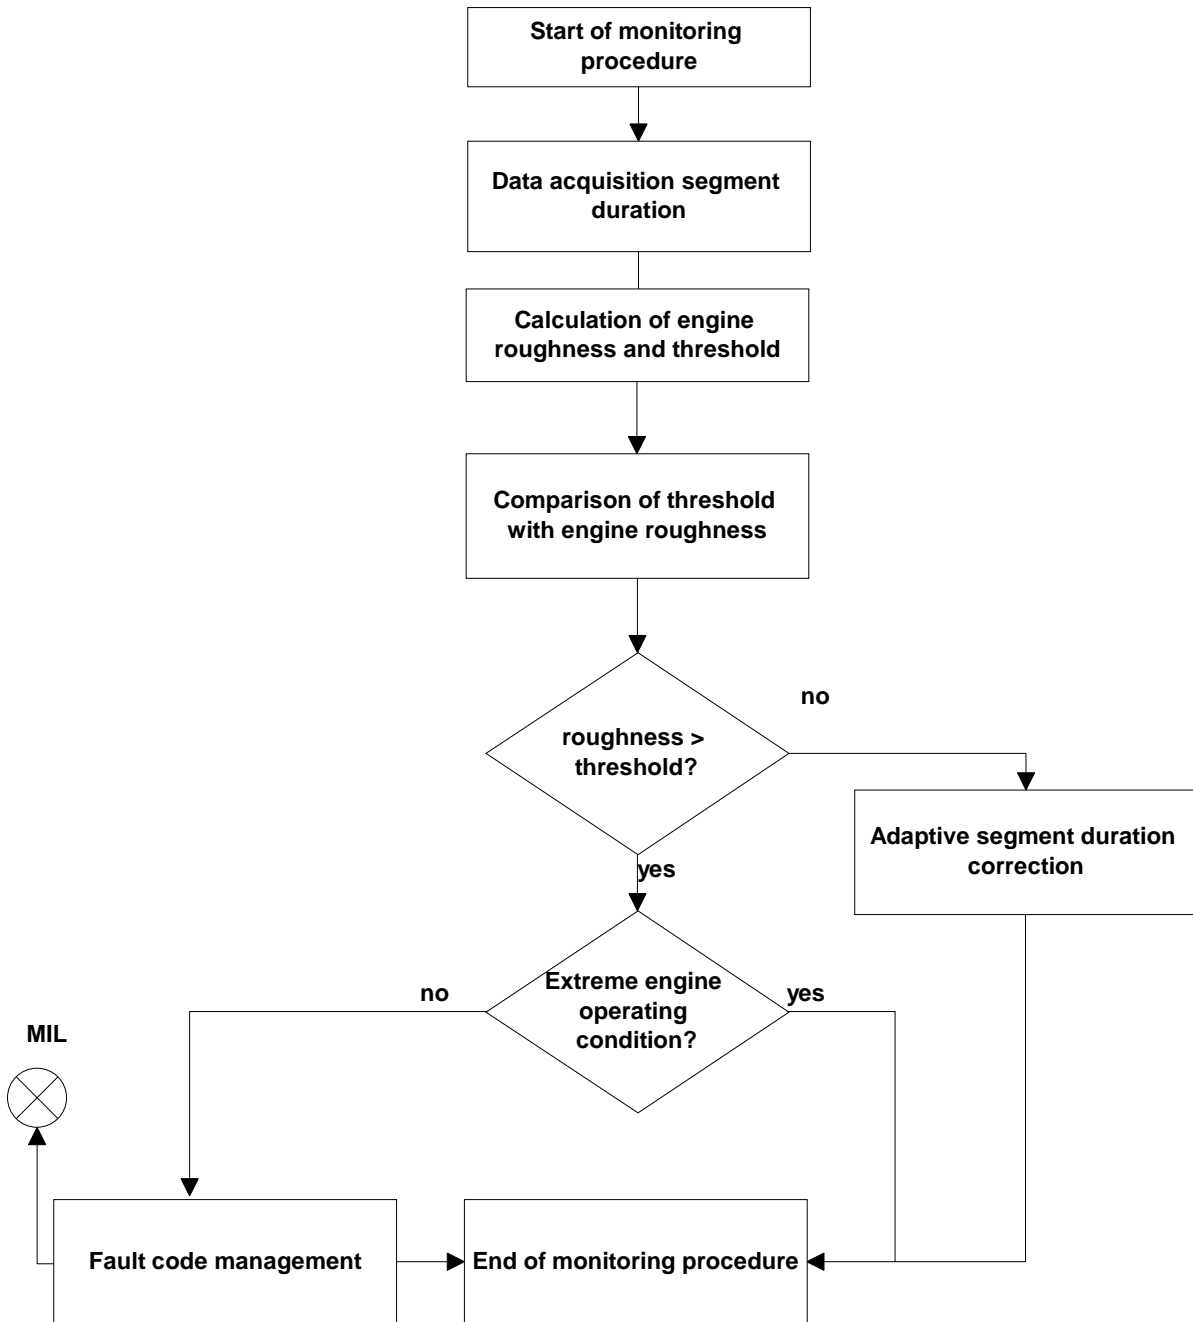 Start of monitoring
procedure
Data acquisition segment
duration
Calculation of engine
roughness and threshold
Comparison of threshold
with engine roughness
no
roughness >
threshold?
Adaptive segment duration
correction
yes
Extreme engine
operating
condition?
no
yes
MIL
Fault code management
End of monitoring procedure